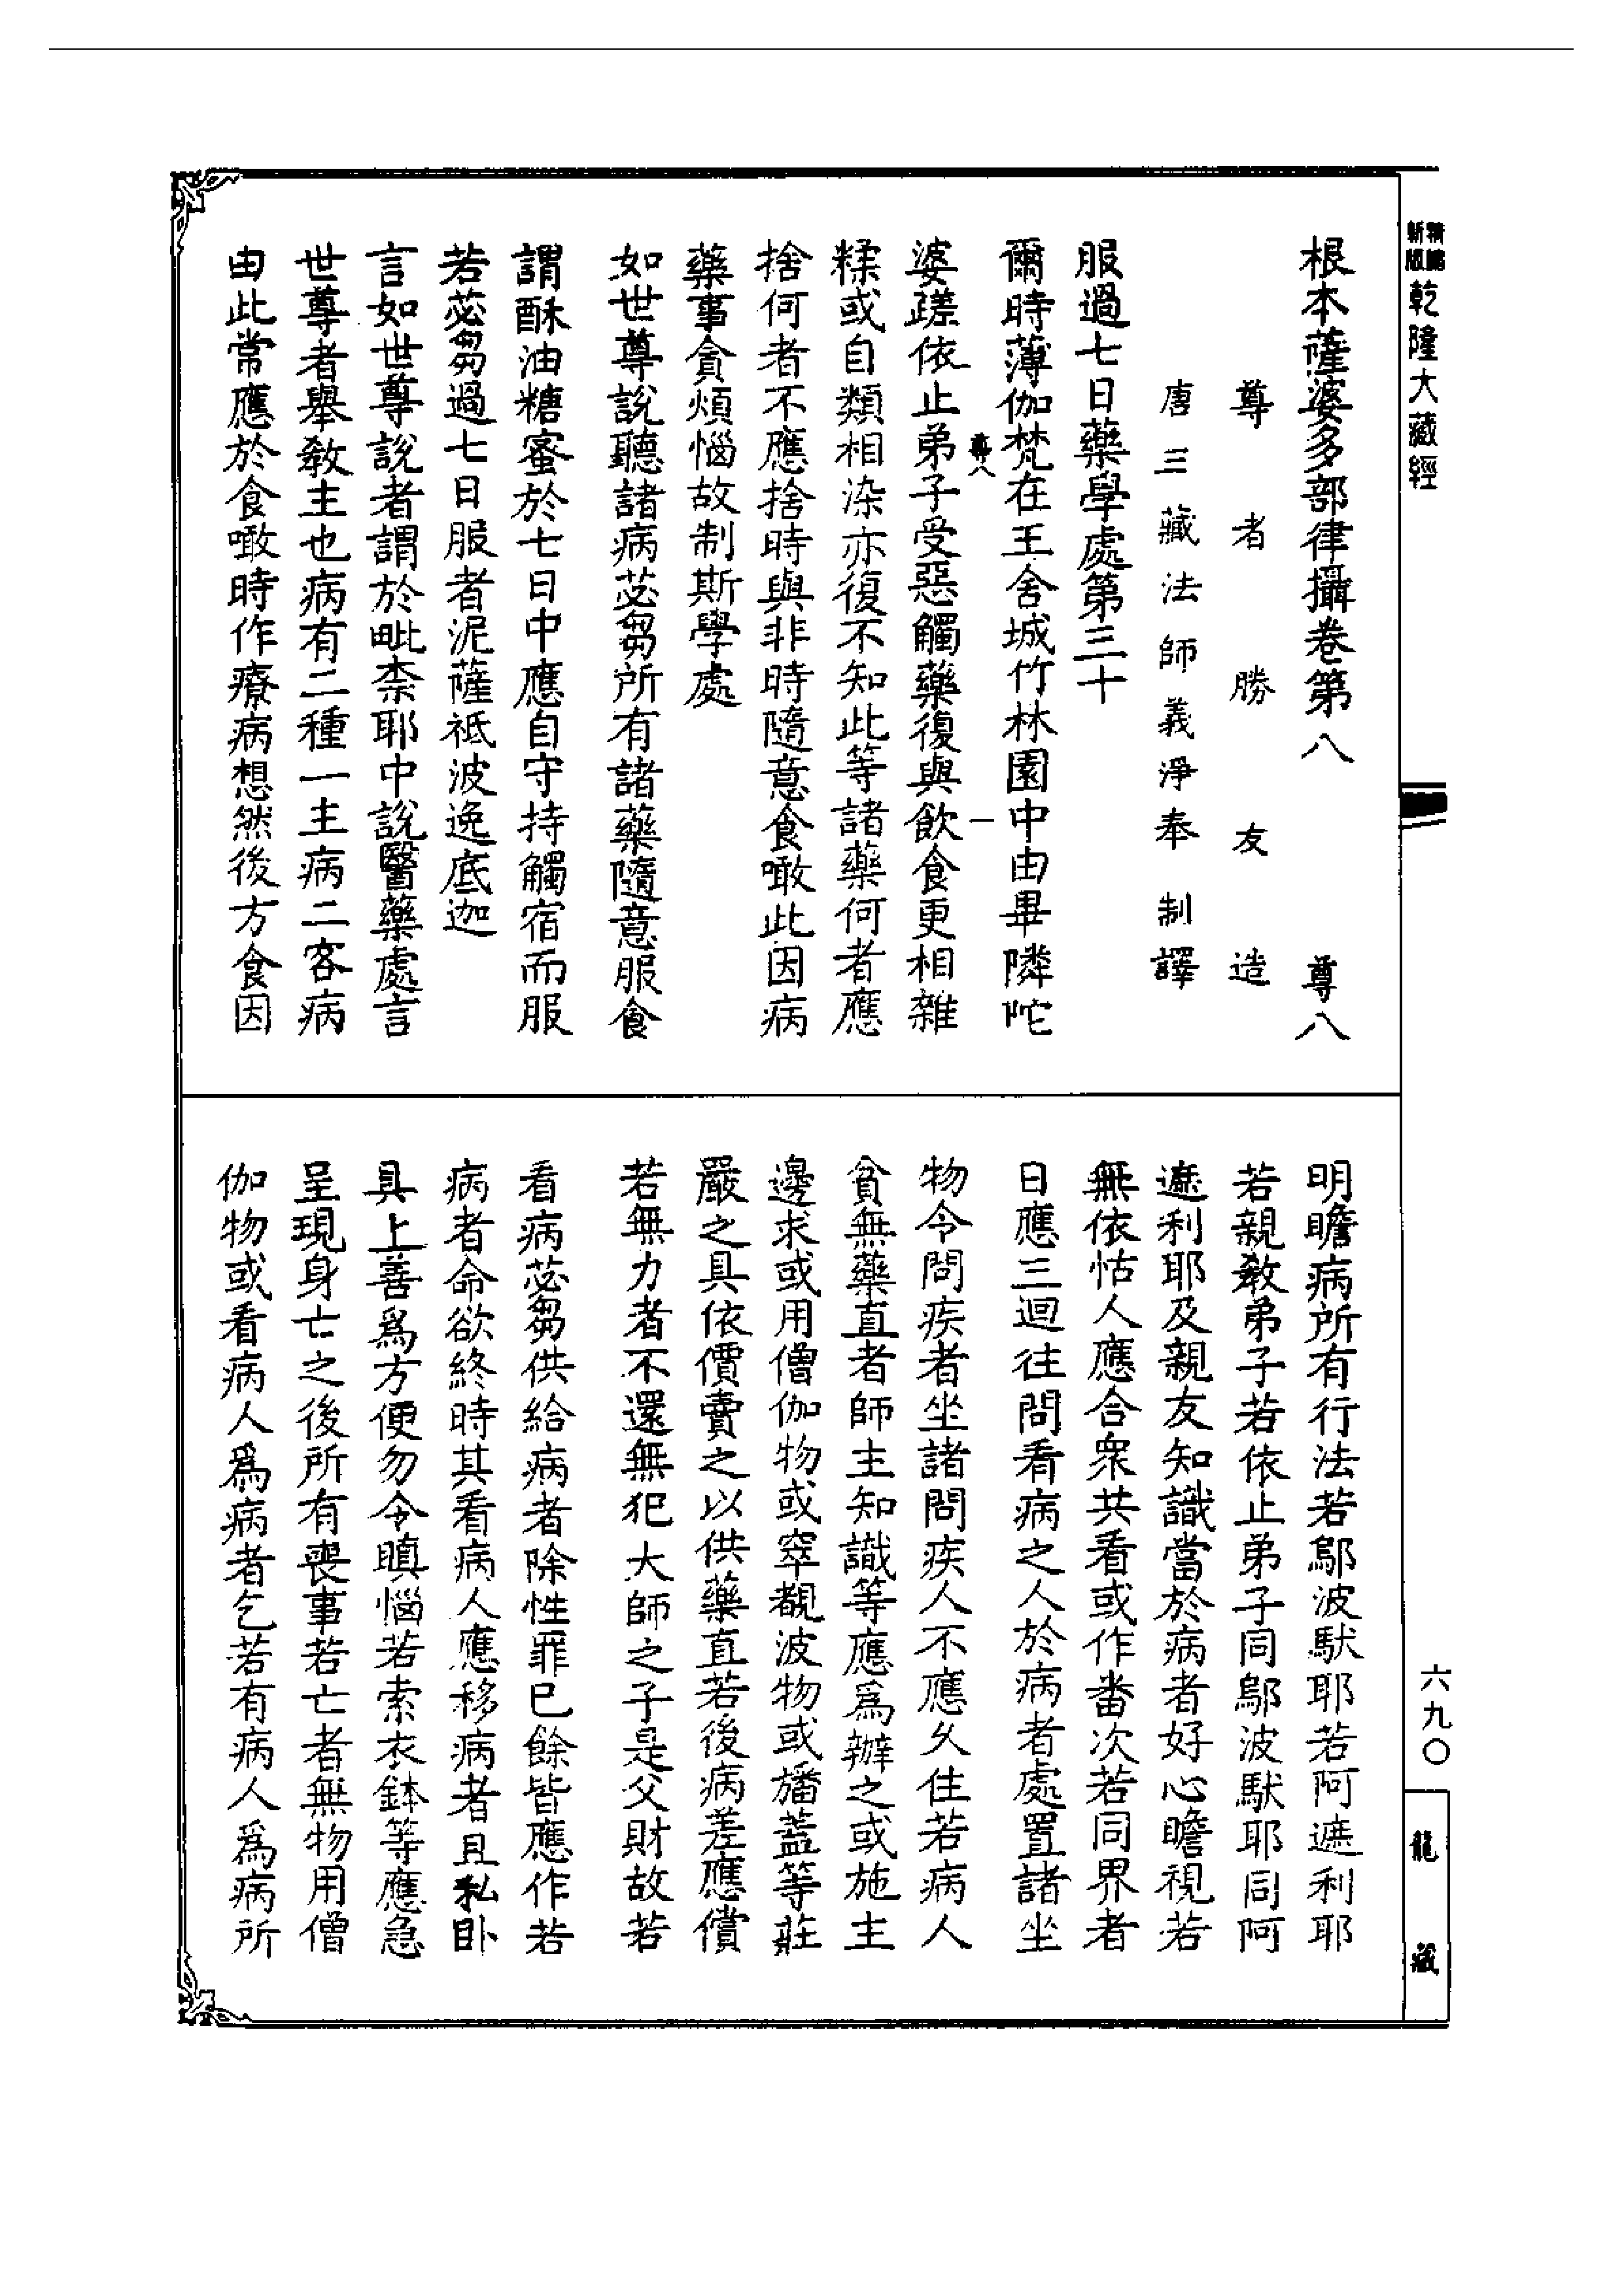 新編縮版乾隆大藏經
根本薩婆多部律攝卷第八 尊八
尊者勝友造
唐三藏法師義淨奉制譯
服過七日藥學處第三十
爾時薄伽梵在王舍城竹林園中由畢隣陀
尊八 一
婆蹉依止弟子受惡觸藥復與飲食更相雜
糅或自類相染亦復不知此等諸藥何者應
捨何者不應捨時與非時隨意食噉此因病
藥事貪煩惱故制斯學處
如世尊說聽諸病苾芻所有諸藥隨意服食
謂酥油糖蜜於七日中應自守持觸宿而服
若苾芻過七日服者泥薩祇波逸底迦
言如世尊說者謂於毗柰耶中說醫藥處言
世尊者舉教主也病有二種一主病二客病
由此常應於食噉時作療病想然後方食因
明瞻病所有行法若鄔波馱耶若阿遮利耶
若親教弟子若依止弟子同鄔波馱耶同阿
遮利耶及親友知識當於病者好心瞻視若
無依怙人應合眾共看或作番次若同界者
日應三迴往問看病之人於病者處置諸坐
物令問疾者坐諸問疾人不應久住若病人
貧無藥直者師主知識等應為辦之或施主
邊求或用僧伽物或窣覩波物或旛蓋等莊
嚴之具依價賣之以供藥直若後病差應償
若無力者不還無犯大師之子是父財故若
看病苾芻供給病者除性罪已餘皆應作若
病者命欲終時其看病人應移病者且私卧
具上善為方便勿令瞋惱若索衣鉢等應急
呈現身亡之後所有喪事若亡者無物用僧
伽物或看病人為病者乞若有病人為病所
六九〇
龍藏